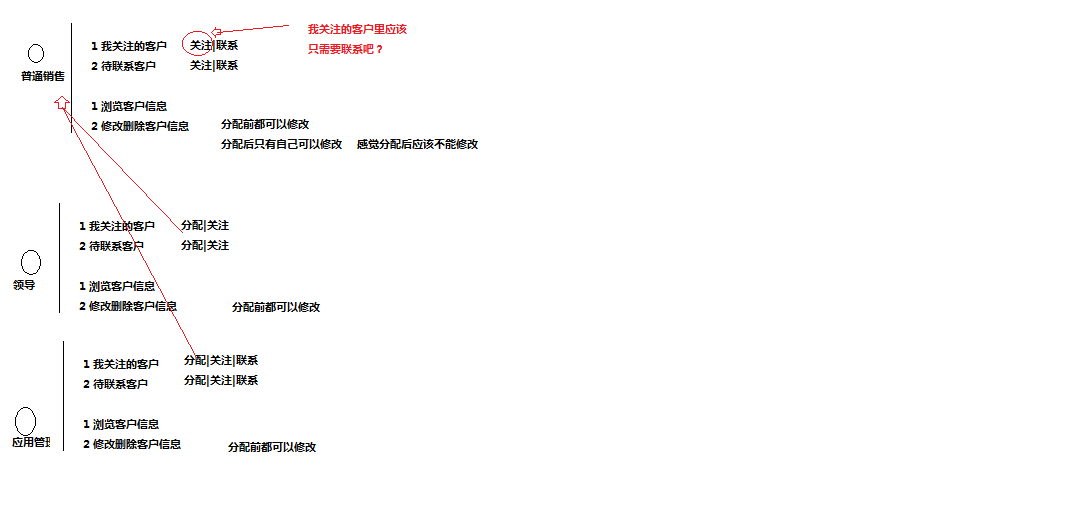 我关注的客户里应该
只需要联系吧？
1 我关注的客户 关注|联系
2 待联系客户 关注|联系
普通销售
1 浏览客户信息
2 修改删除客户信息 分配前都可以修改
分配后只有自己可以修改 感觉分配后应该不能修改
1 我关注的客户 分配|关注
2 待联系客户 分配|关注
领导
1 浏览客户信息
2 修改删除客户信息 分配前都可以修改
1 我关注的客户 分配|关注|联系
2 待联系客户 分配|关注|联系
1 浏览客户信息
应用管理
2 修改删除客户信息 分配前都可以修改